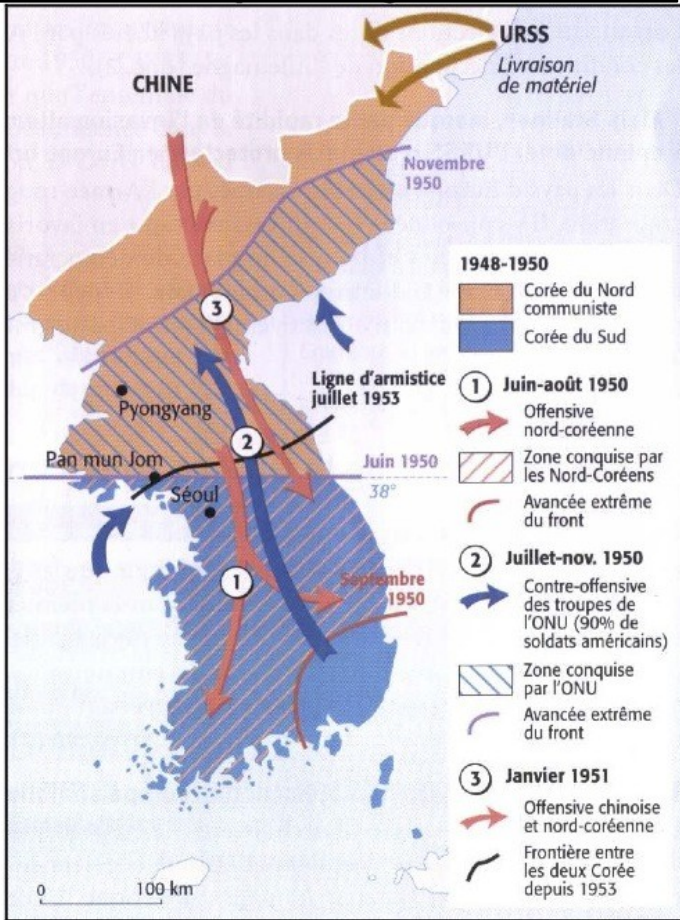 URSS
Livraison
de matériel
CHINE
Novembre
1950
3
Ligne d'armistice
juillet 1953
Pyongyang
2
Pan mun Jom
Juin 1950
38°
Séoul
1
Septembre
1950
0
100 km
1948-1950
Corée du Nord
communiste
Corée du Sud
1 Juin-août 1950
Offensive
nord-coréenne
Zone conquise par
les Nord-Coréens
Avancée extrême
du front
2 Juillet-nov. 1950
Contre-offensive
des troupes de
l'ONU (90% de
soldats américains)
Zone conquise
par l'ONU
Avancée extrême
du front
3 Janvier 1951
Offensive chinoise
et nord-coréenne
Frontière entre
les deux Corée
depuis 1953